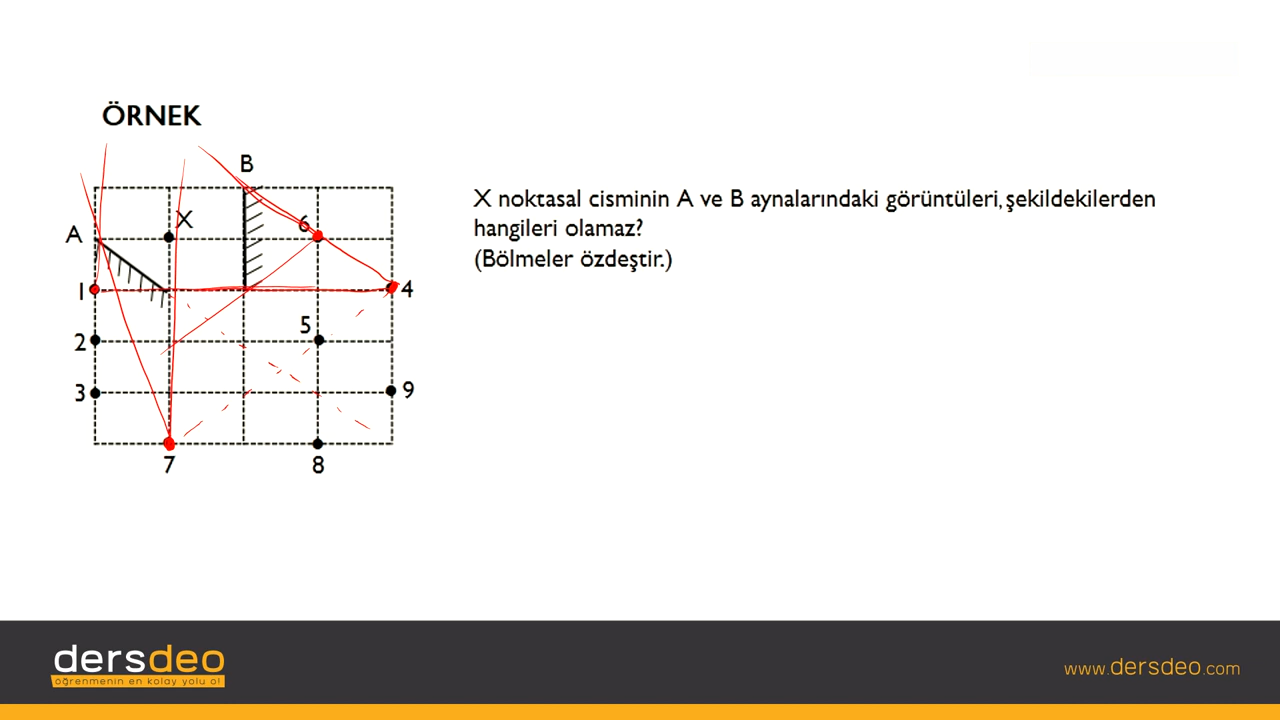 ÖRNEK
B
X
6
A
1
4
5
2
3
9
7
8
X noktasal cisminin A ve B aynalarındaki görüntüleri, şekildekilerden
hangileri olamaz?
(Bölmeler özdeştir.)
dersdeo
öğrenmenin en kolay yolu o!
www.dersdeo.com